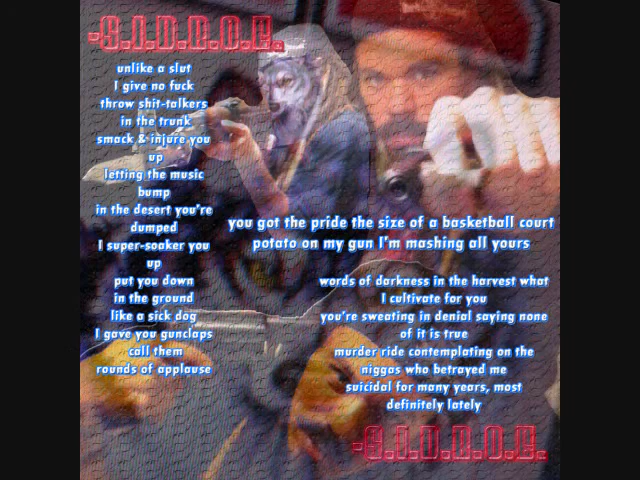 -S.I.D.D.O.E.
unlike a slut
I give no fuck
throw shit-talkers
in the trunk
smack & injure you
up
letting the music
bump
in the desert you're
dumped
I super-soaker you
up
put you down
in the ground
like a sick dog
I gave you gunclaps
call them
rounds of applause
you got the pride the size of a basketball court
potato on my gun I'm mashing all yours
words of darkness in the harvest what
I cultivate for you
you're sweating in denial saying none
of it is true
murder ride contemplating on the
niggas who betrayed me
suicidal for many years, most
definitely lately
-S.I.D.D.O.E.